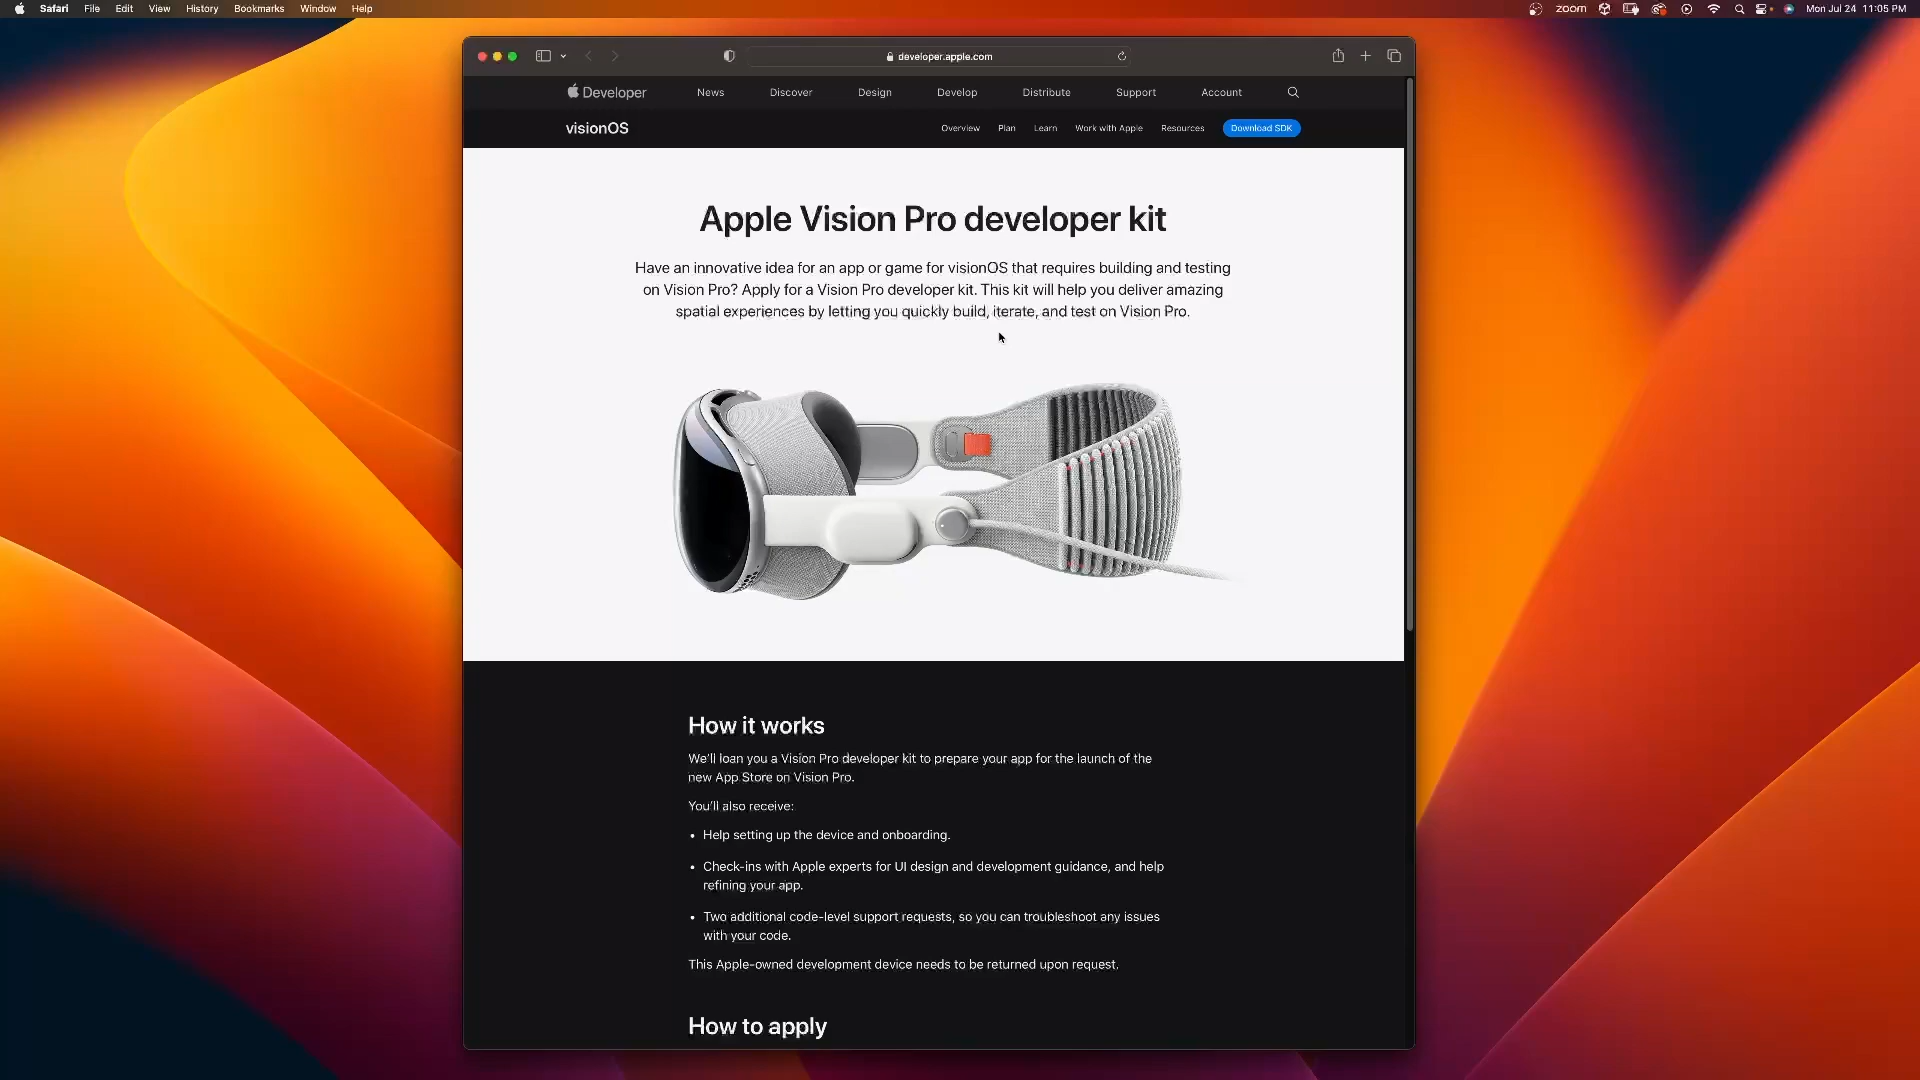 Safari File Edit View History Bookmarks Window Help zoom Mon Jul 24 11:05 PM
developer.apple.com
Developer News Discover Design Develop Distribute Support Account
visionOS Overview Plan Learn Work with Apple Resources Download SDK
Apple Vision Pro developer kit
Have an innovative idea for an app or game for visionOS that requires building and testing
on Vision Pro? Apply for a Vision Pro developer kit. This kit will help you deliver amazing
spatial experiences by letting you quickly build, iterate, and test on Vision Pro.
How it works
We'll loan you a Vision Pro developer kit to prepare your app for the launch of the
new App Store on Vision Pro.
You'll also receive:
• Help setting up the device and onboarding.
• Check-ins with Apple experts for UI design and development guidance, and help
refining your app.
• Two additional code-level support requests, so you can troubleshoot any issues
with your code.
This Apple-owned development device needs to be returned upon request.
How to apply